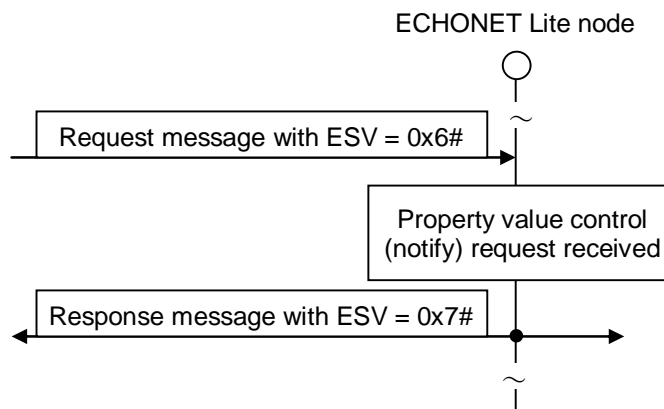 ECHONET Lite node
Request message with ESV = 0x6#
Property value control
(notify) request received
Response message with ESV = 0x7#